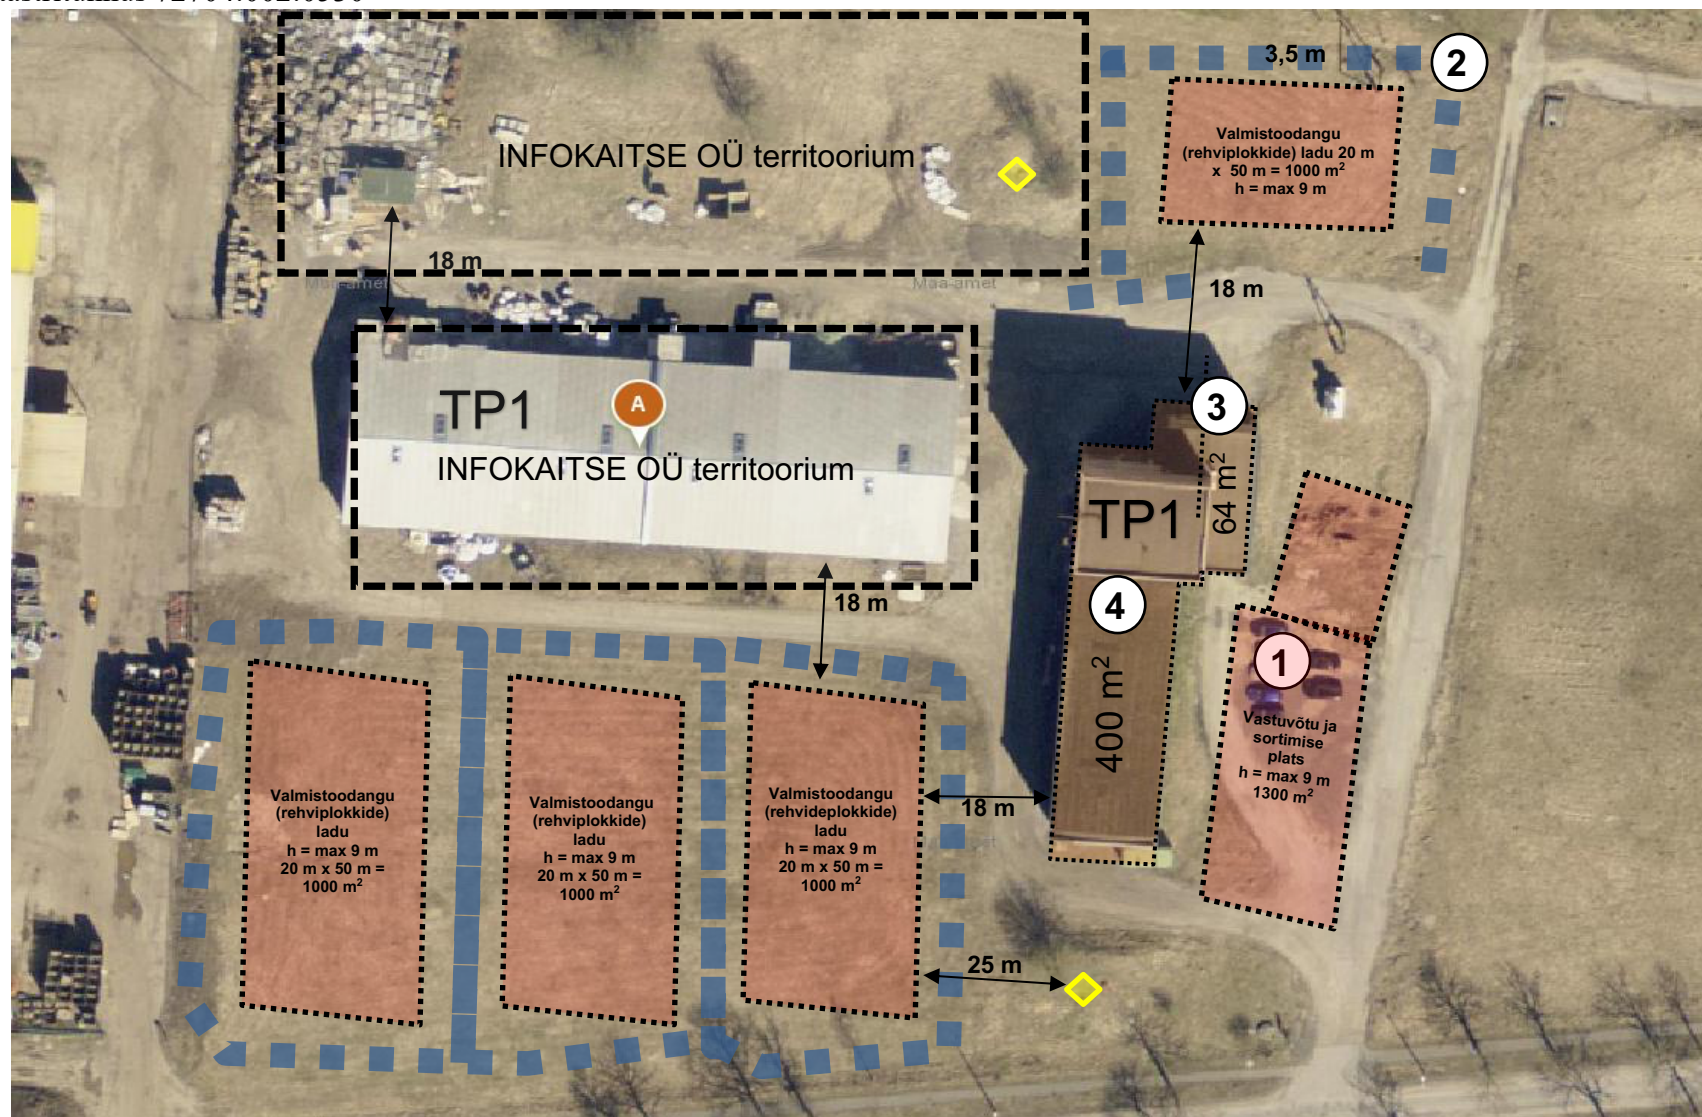 3,5 m
2
INFOKAITSE OÜ territoorium
Valmistoodangu
(rehviplokkide) ladu 20 m
x 50 m = 1000 m²
h = max 9 m
18 m
Maa-amet
Maa-amet
18 m
TP1
A
INFOKAITSE OÜ territoorium
3
64 m²
TP1
18 m
4
400 m²
1
Vastuvõtu ja
sortimise
plats
h = max 9 m
1300 m²
Valmistoodangu
(rehviplokkide)
ladu
h = max 9 m
20 m x 50 m =
1000 m²
Valmistoodangu
(rehviplokkide)
ladu
h = max 9 m
20 m x 50 m =
1000 m²
Valmistoodangu
(rehvideplokkide)
ladu
h = max 9 m
20 m x 50 m =
1000 m²
18 m
25 m